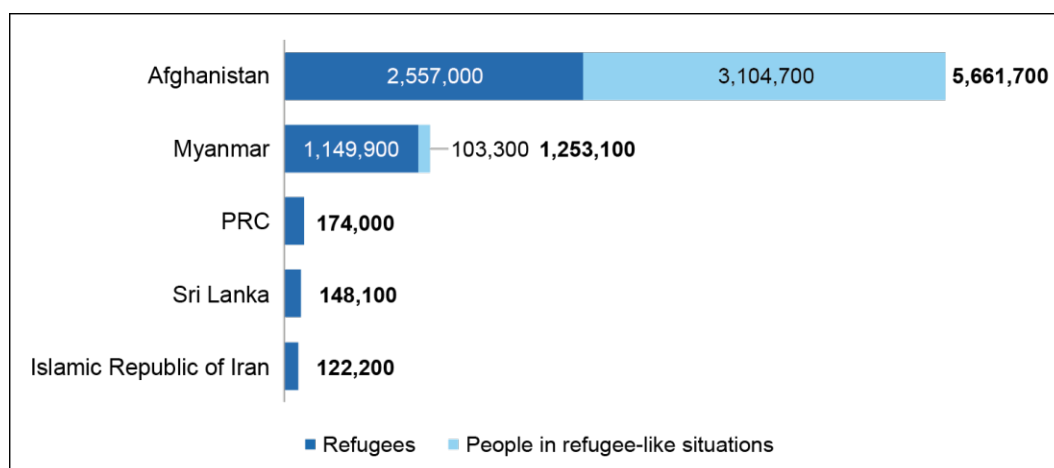 Afghanistan 2,557,000 3,104,700 5,661,700
Myanmar 1,149,900 103,300 1,253,100
PRC 174,000
Sri Lanka 148,100
Islamic Republic of Iran 122,200
Refugees People in refugee-like situations